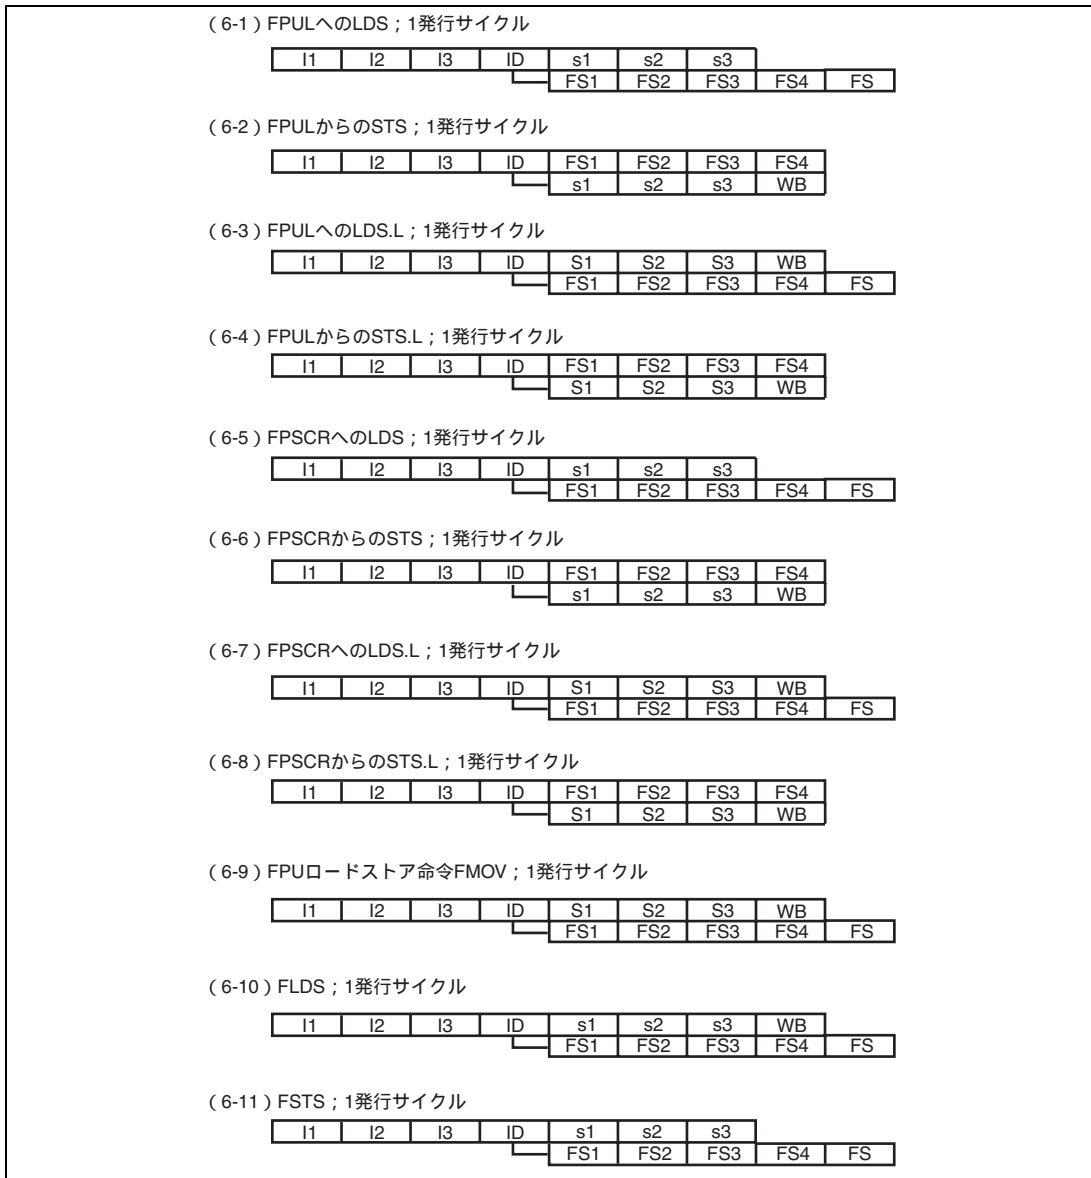 （6-1）FPULへのLDS；1発行サイクル
I1 I2 I3 ID s1 s2 s3
FS1 FS2 FS3 FS4 FS
（6-2）FPULからのSTS；1発行サイクル
I1 I2 I3 ID FS1 FS2 FS3 FS4
s1 s2 s3 WB
（6-3）FPULへのLDS.L；1発行サイクル
I1 I2 I3 ID S1 S2 S3 WB
FS1 FS2 FS3 FS4 FS
（6-4）FPULからのSTS.L；1発行サイクル
I1 I2 I3 ID FS1 FS2 FS3 FS4
S1 S2 S3 WB
（6-5）FPSCRへのLDS；1発行サイクル
I1 I2 I3 ID s1 s2 s3
FS1 FS2 FS3 FS4 FS
（6-6）FPSCRからのSTS；1発行サイクル
I1 I2 I3 ID FS1 FS2 FS3 FS4
s1 s2 s3 WB
（6-7）FPSCRへのLDS.L；1発行サイクル
I1 I2 I3 ID S1 S2 S3 WB
FS1 FS2 FS3 FS4 FS
（6-8）FPSCRからのSTS.L；1発行サイクル
I1 I2 I3 ID FS1 FS2 FS3 FS4
S1 S2 S3 WB
（6-9）FPUロードストア命令FMOV；1発行サイクル
I1 I2 I3 ID S1 S2 S3 WB
FS1 FS2 FS3 FS4 FS
（6-10）FLDS；1発行サイクル
I1 I2 I3 ID s1 s2 s3 WB
FS1 FS2 FS3 FS4 FS
（6-11）FSTS；1発行サイクル
I1 I2 I3 ID s1 s2 s3
FS1 FS2 FS3 FS4 FS